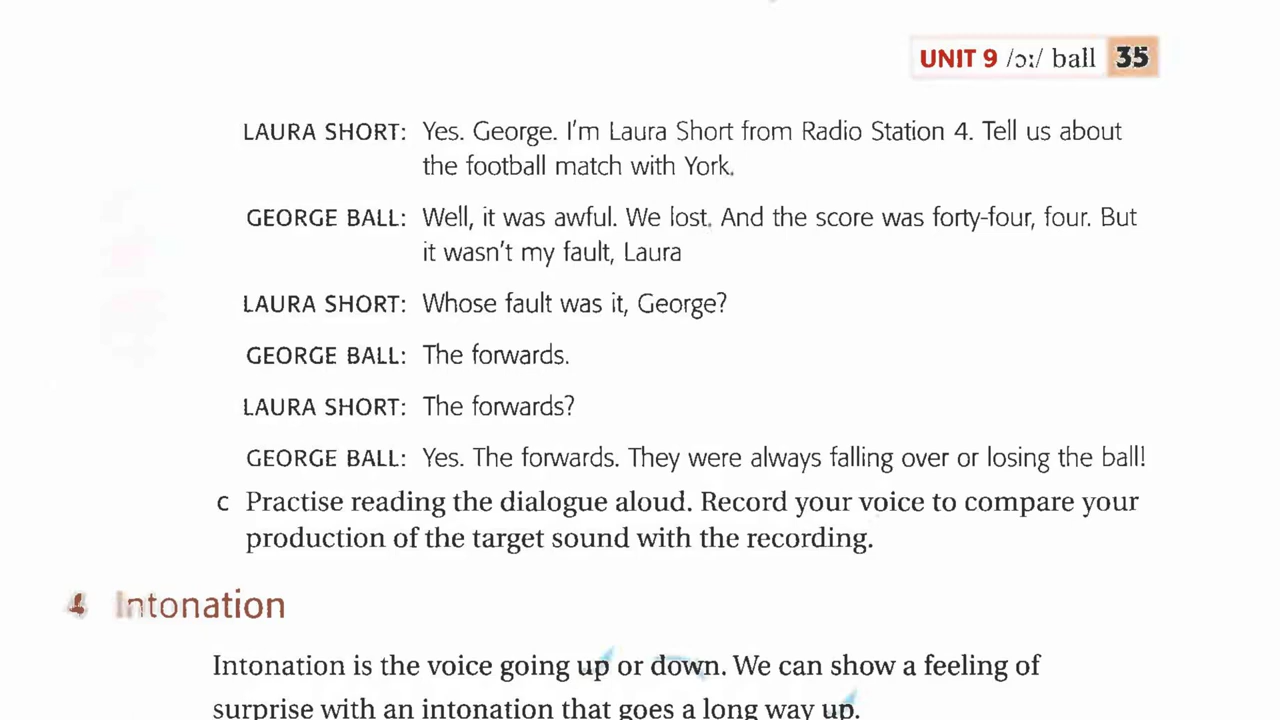 UNIT 9 /ɔː/ ball 35
LAURA SHORT: Yes. George. I'm Laura Short from Radio Station 4. Tell us about
the football match with York.
GEORGE BALL: Well, it was awful. We lost. And the score was forty-four, four. But
it wasn't my fault, Laura
LAURA SHORT: Whose fault was it, George?
GEORGE BALL: The forwards.
LAURA SHORT: The forwards?
GEORGE BALL: Yes. The forwards. They were always falling over or losing the ball!
c Practise reading the dialogue aloud. Record your voice to compare your
production of the target sound with the recording.
4 Intonation
Intonation is the voice going up or down. We can show a feeling of
surprise with an intonation that goes a long way up.